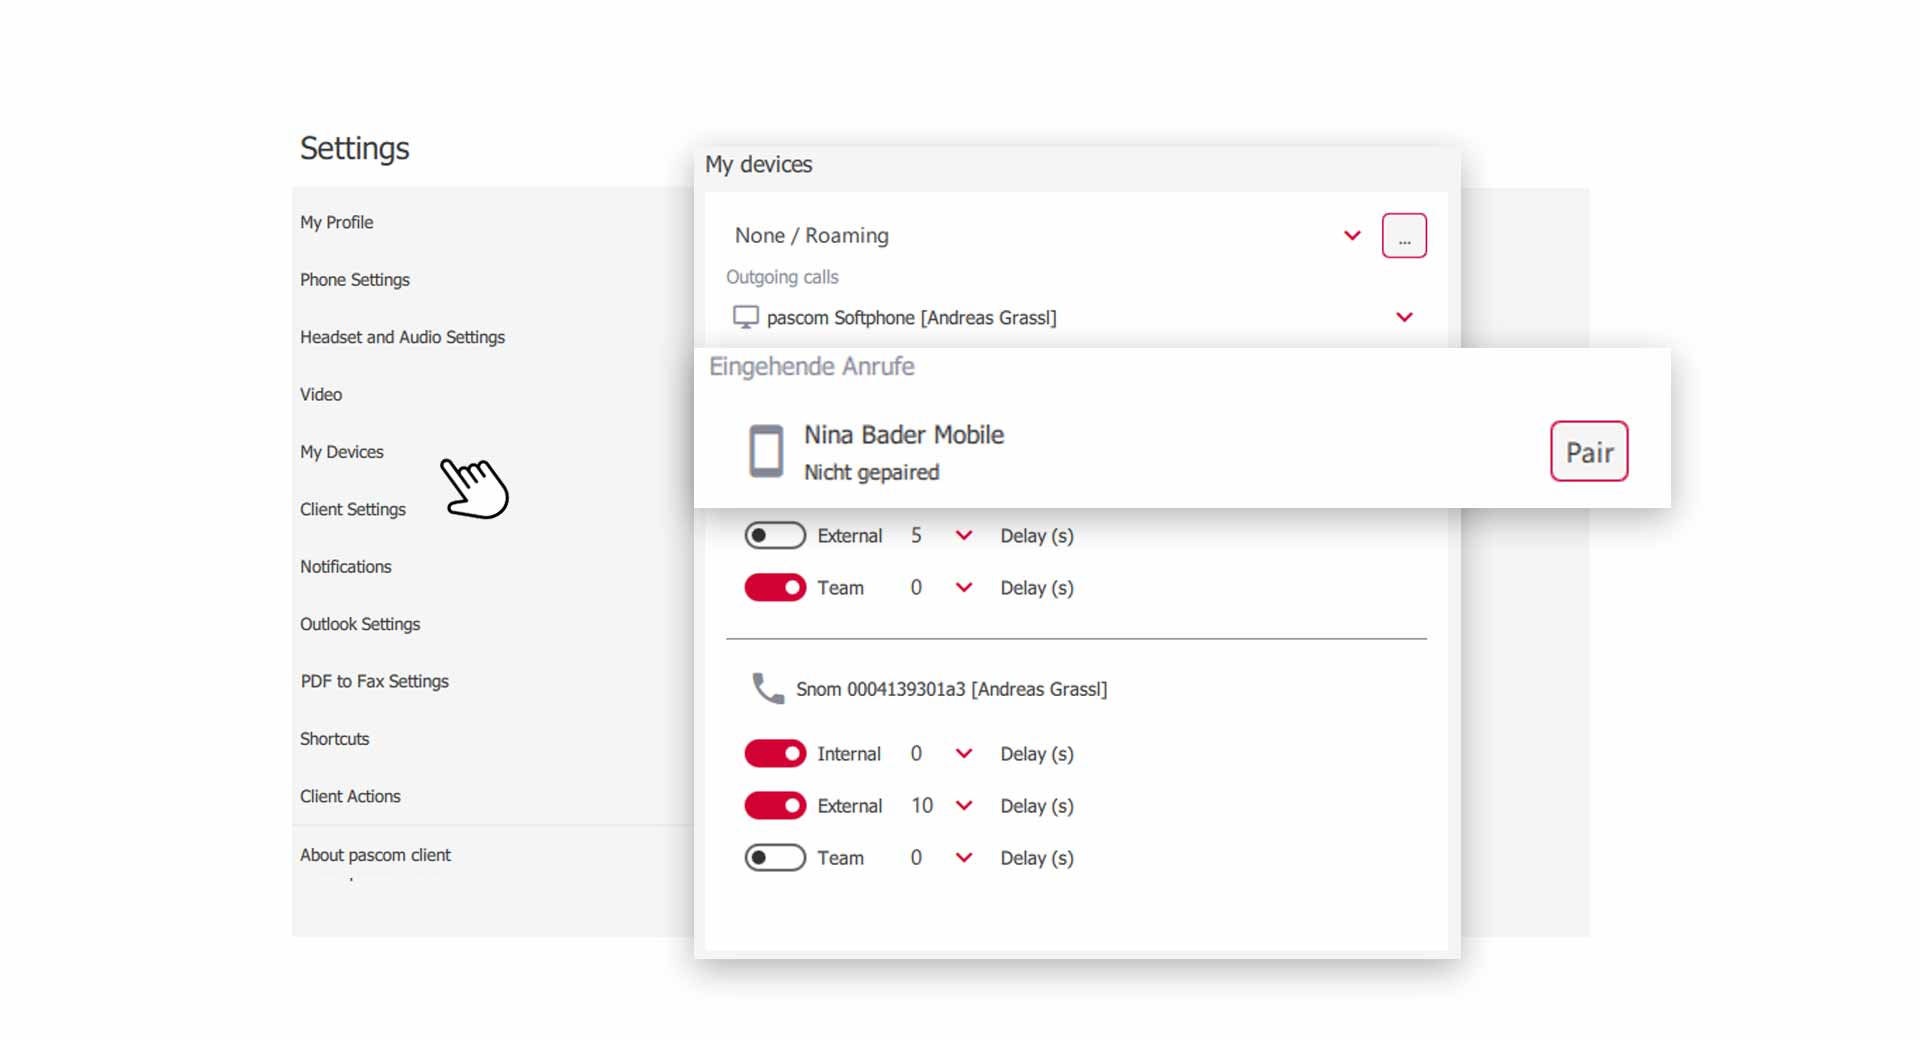 Settings
My Profile
Phone Settings
Headset and Audio Settings
Video
My Devices
Client Settings
Notifications
Outlook Settings
PDF to Fax Settings
Shortcuts
Client Actions
About pascom client
My devices
None / Roaming
...
Outgoing calls
pascom Softphone [Andreas Grassl]
Eingehende Anrufe
Nina Bader Mobile
Nicht gepaired
Pair
External 5 Delay (s)
Team 0 Delay (s)
Snom 0004139301a3 [Andreas Grassl]
Internal 0 Delay (s)
External 10 Delay (s)
Team 0 Delay (s)